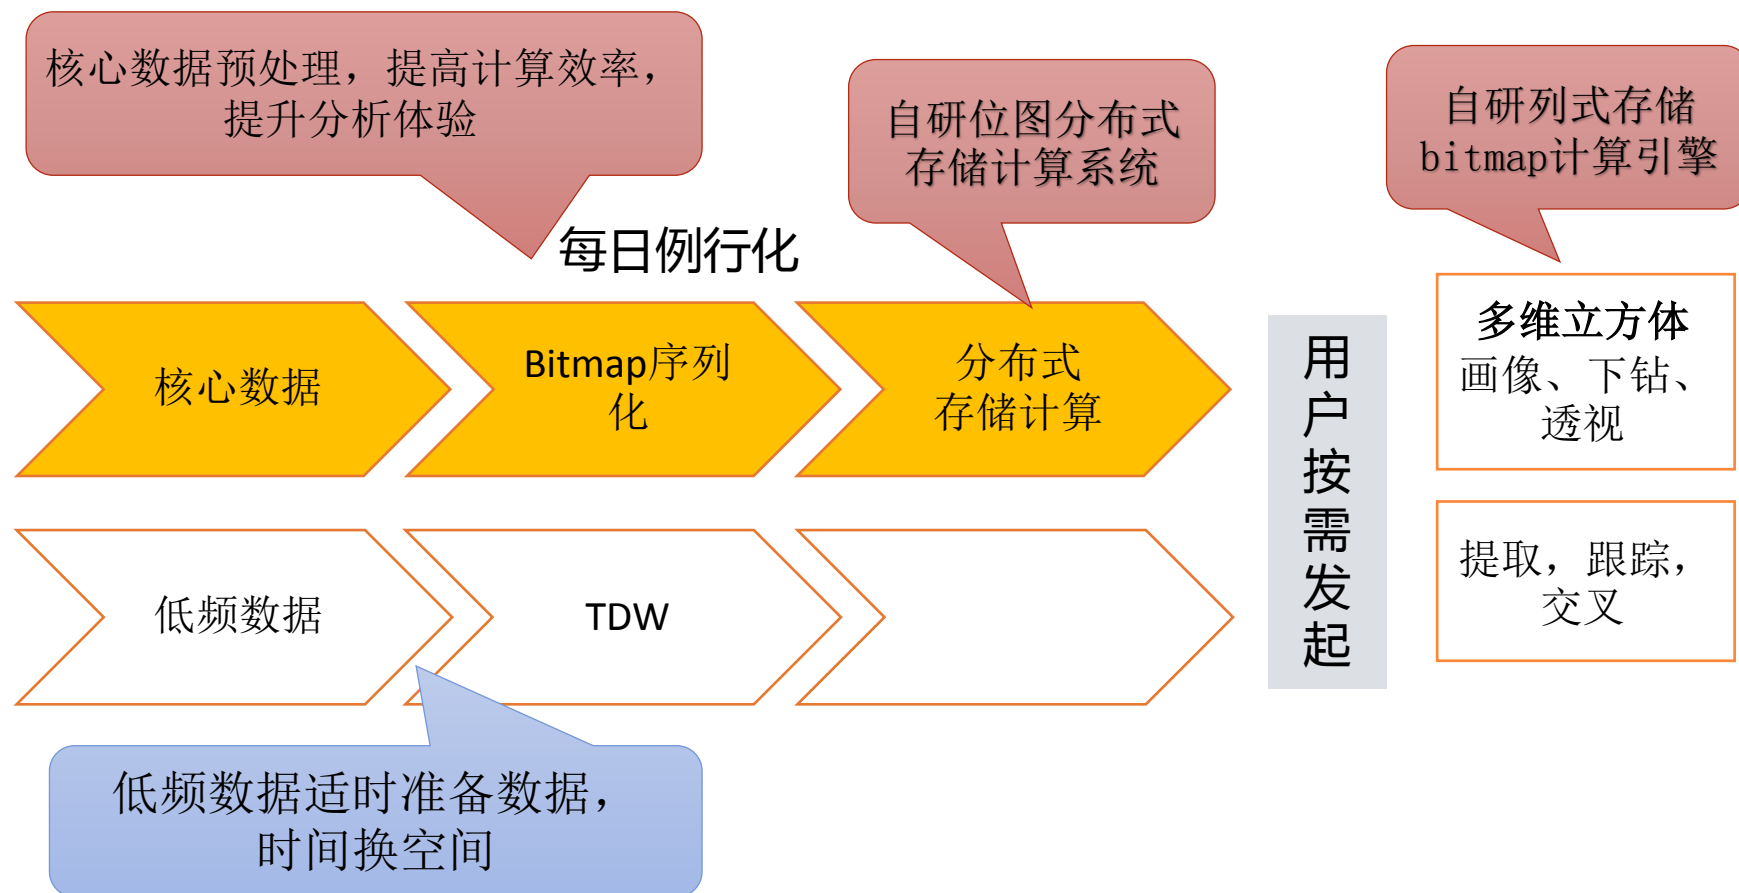 核心数据预处理，提高计算效率，
提升分析体验
自研位图分布式
存储计算系统
自研列式存储
bitmap计算引擎
每日例行化
核心数据
Bitmap序列
化
分布式
存储计算
用户按需发起
多维立方体
画像、下钻、
透视
低频数据
TDW
提取，跟踪，
交叉
低频数据适时准备数据，
时间换空间